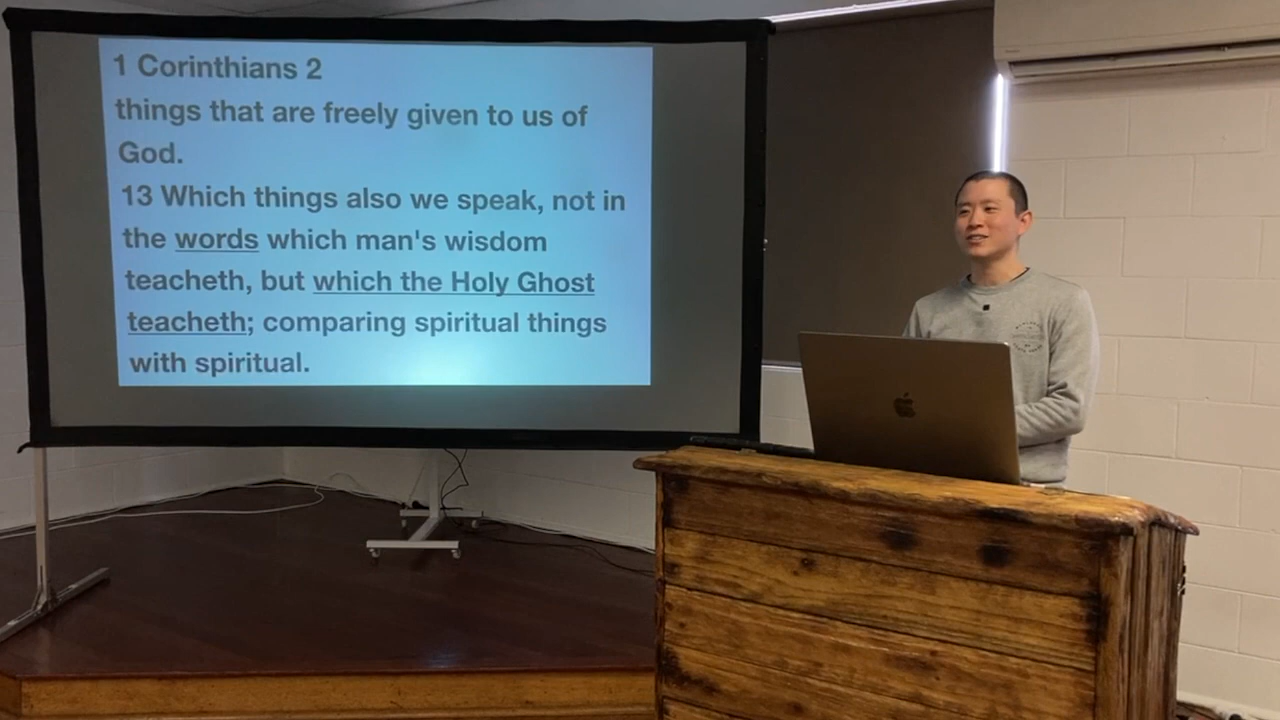 1 Corinthians 2
things that are freely given to us of
God.
13 Which things also we speak, not in
the words which man's wisdom
teacheth, but which the Holy Ghost
teacheth; comparing spiritual things
with spiritual.